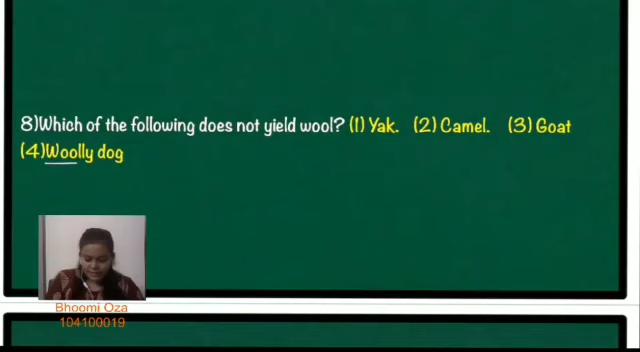 8)Which of the following does not yield wool? (1) Yak. (2) Camel. (3) Goat
(4)Woolly dog
Bhoomi Oza
104100019